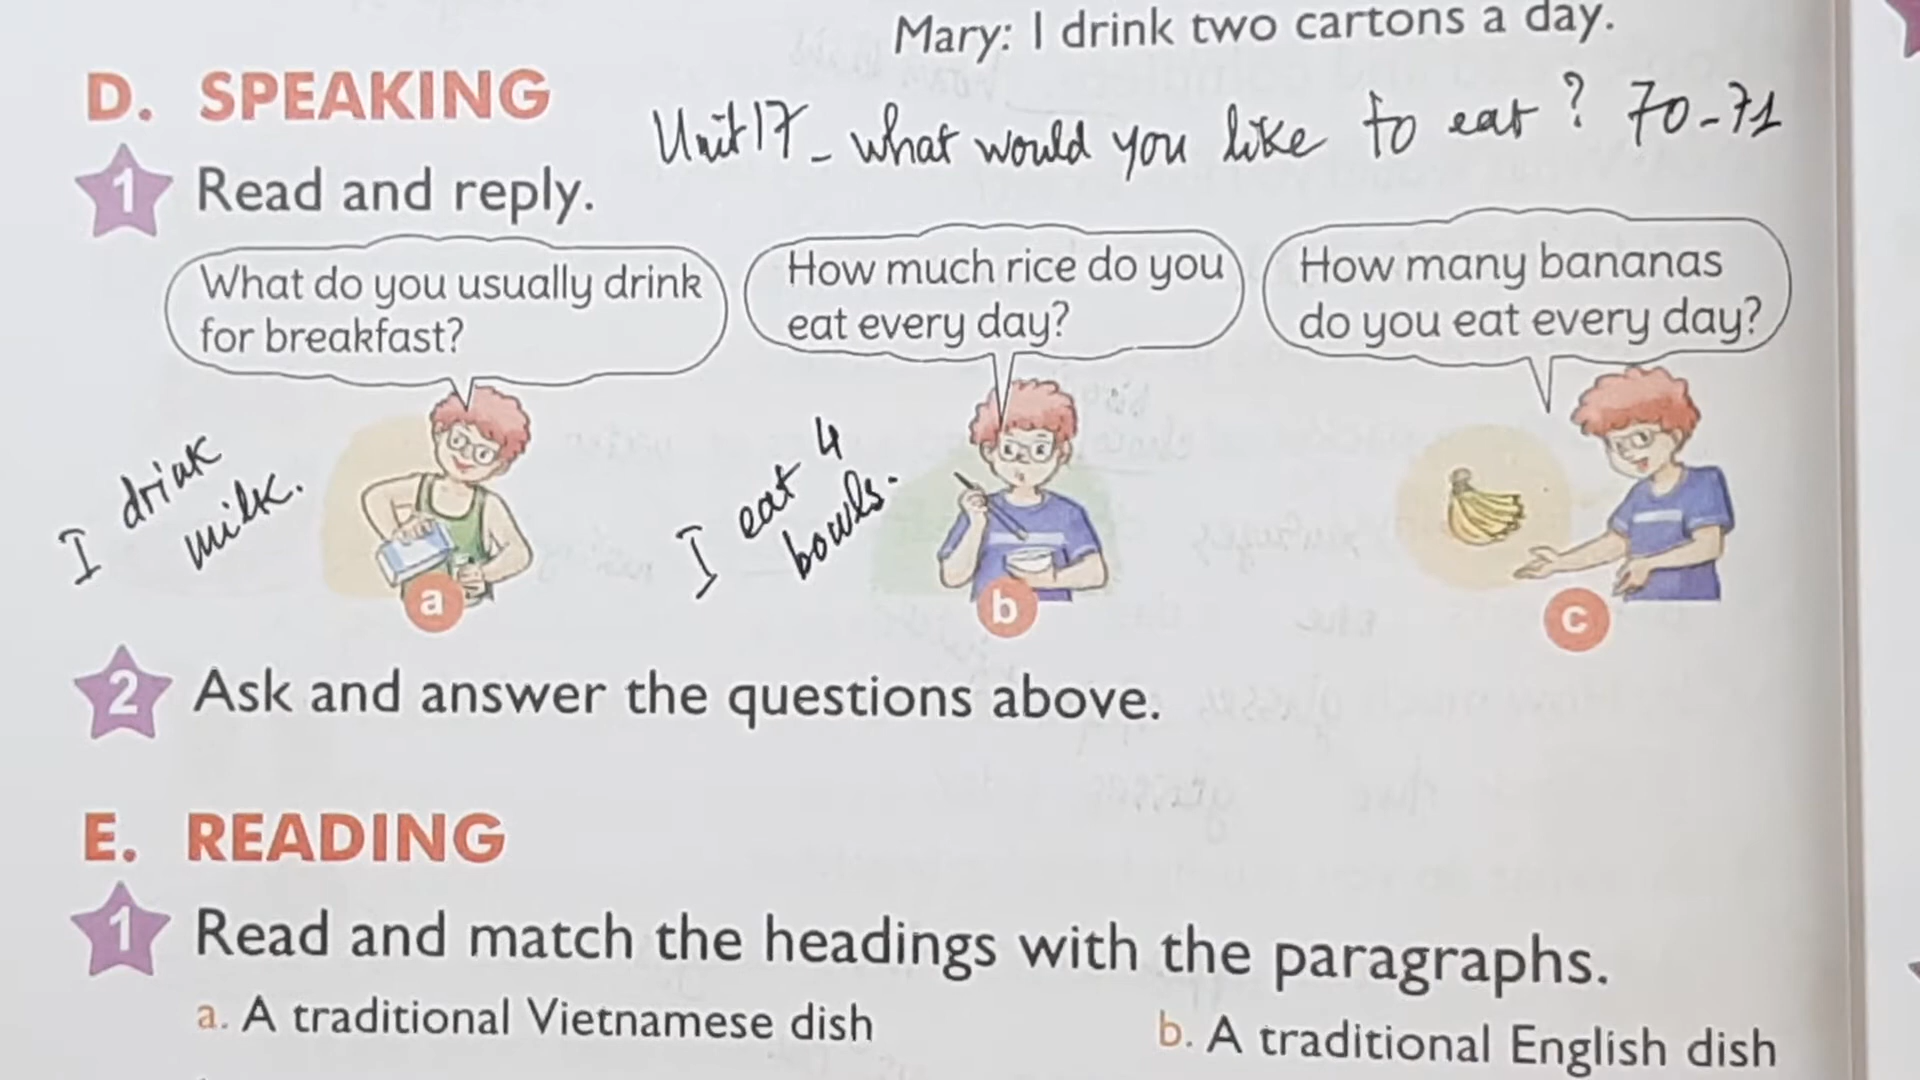 Mary: I drink two cartons a day.
D. SPEAKING
Unit 17 - what would you like to eat? 70-71
1 Read and reply.
What do you usually drink
for breakfast?
How much rice do you
eat every day?
How many bananas
do you eat every day?
I drink
milk.
a
I eat 4
bowls.
b
c
2 Ask and answer the questions above.
E. READING
1 Read and match the headings with the paragraphs.
a. A traditional Vietnamese dish
b. A traditional English dish